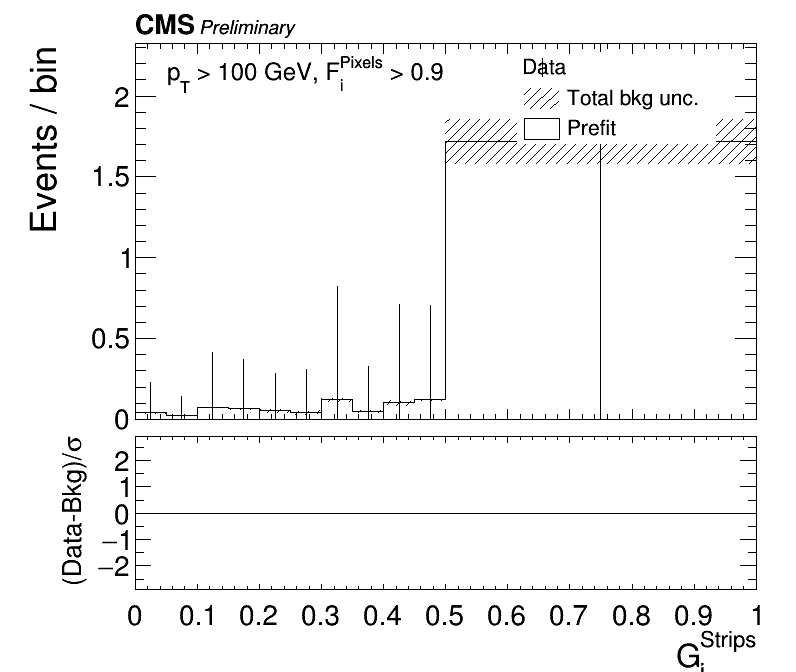 CMS Preliminary
p_T > 100 GeV, F_i^Pixels > 0.9
Data
Total bkg unc.
Prefit
Events / bin
2
1.5
1
0.5
0
(Data-Bkg)/σ
2
1
0
−1
−2
0 0.1 0.2 0.3 0.4 0.5 0.6 0.7 0.8 0.9 1
G_i^Strips